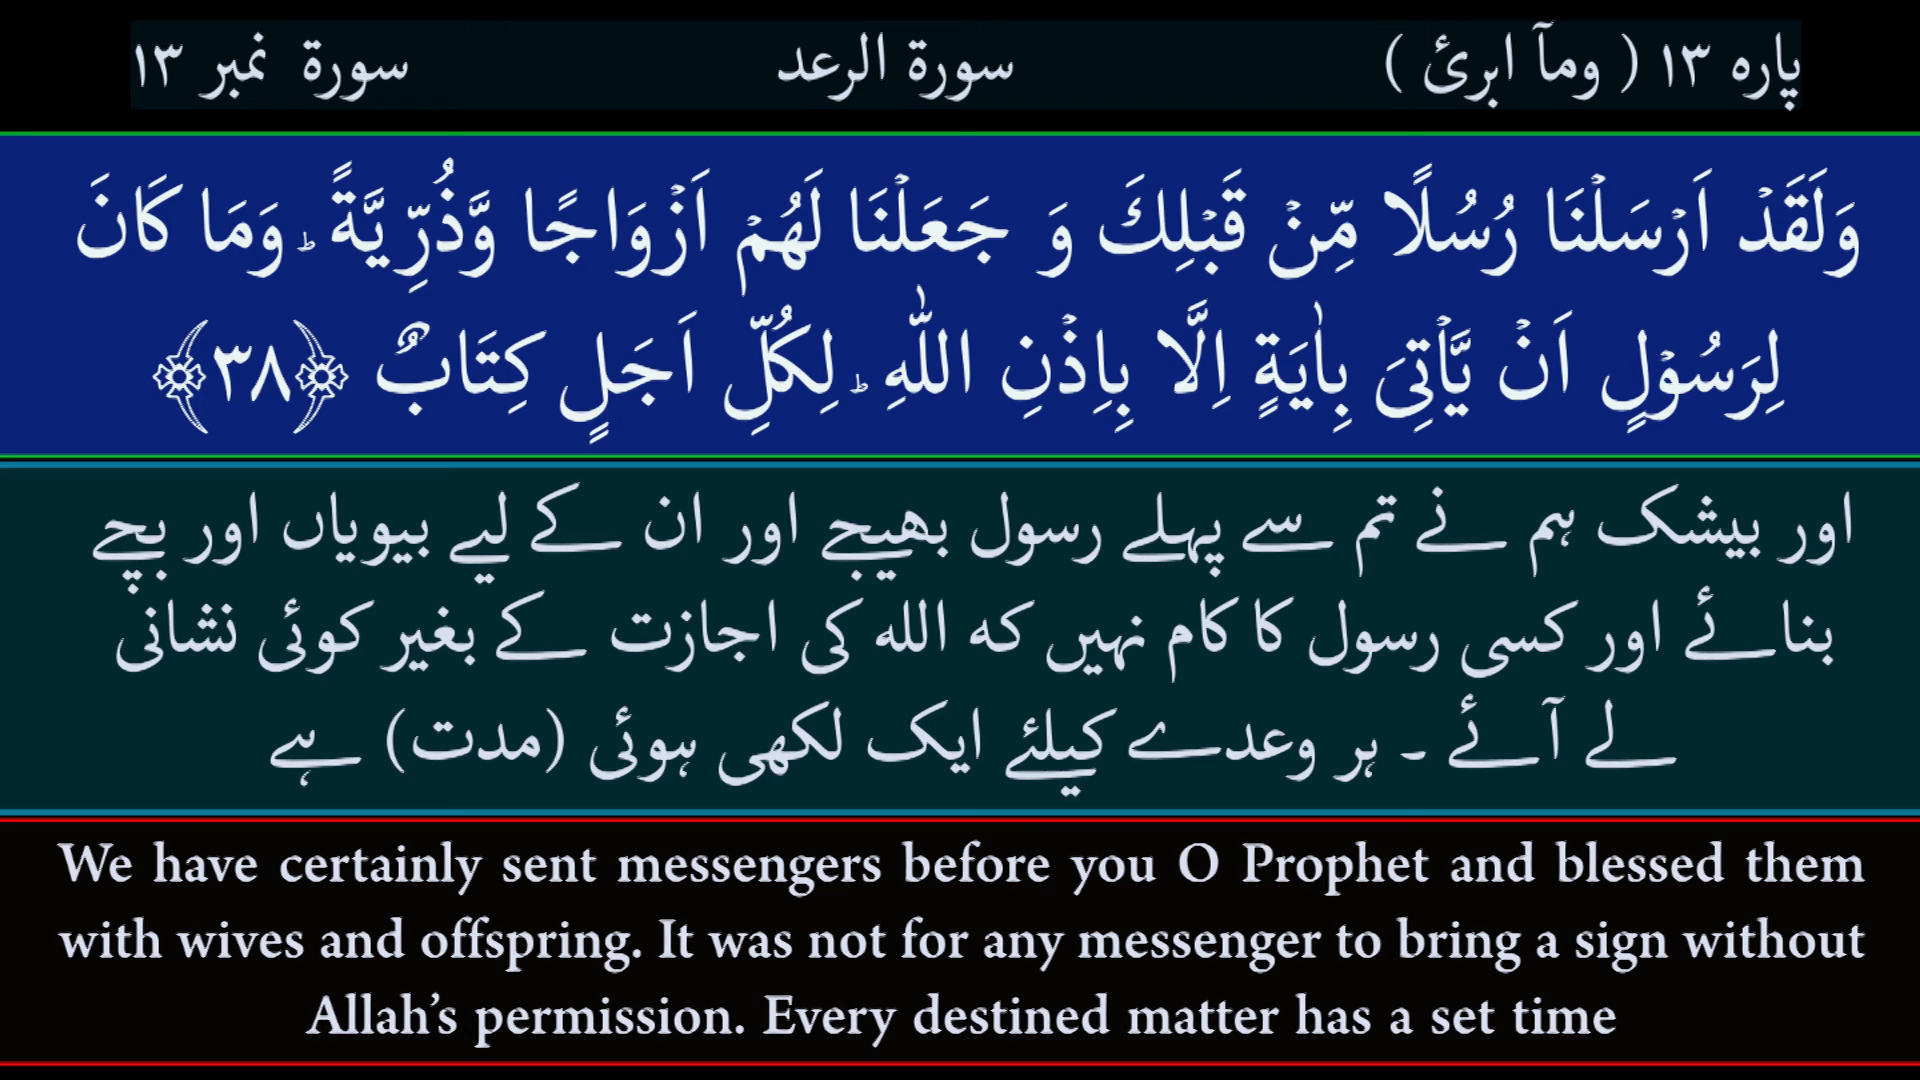 پارہ ۱۳ ( ومآ ابرئ ) سورۃ الرعد سورۃ نمبر ۱۳
وَلَقَدْ اَرْسَلْنَا رُسُلًا مِّنْ قَبْلِكَ وَ جَعَلْنَا لَهُمْ اَزْوَاجًا وَّذُرِّيَّةً ؕ وَمَا كَانَ
لِرَسُوْلٍ اَنْ يَّاْتِىَ بِاٰيَةٍ اِلَّا بِاِذْنِ اللّٰهِ ؕ لِكُلِّ اَجَلٍ كِتَابٌ ﴿۳۸﴾
اور بیشک ہم نے تم سے پہلے رسول بھیجے اور ان کے لیے بیویاں اور بچے
بنائے اور کسی رسول کا کام نہیں کہ اللہ کی اجازت کے بغیر کوئی نشانی
لے آئے ۔ ہر وعدے کیلئے ایک لکھی ہوئی (مدت) ہے
We have certainly sent messengers before you O Prophet and blessed them
with wives and offspring. It was not for any messenger to bring a sign without
Allah’s permission. Every destined matter has a set time